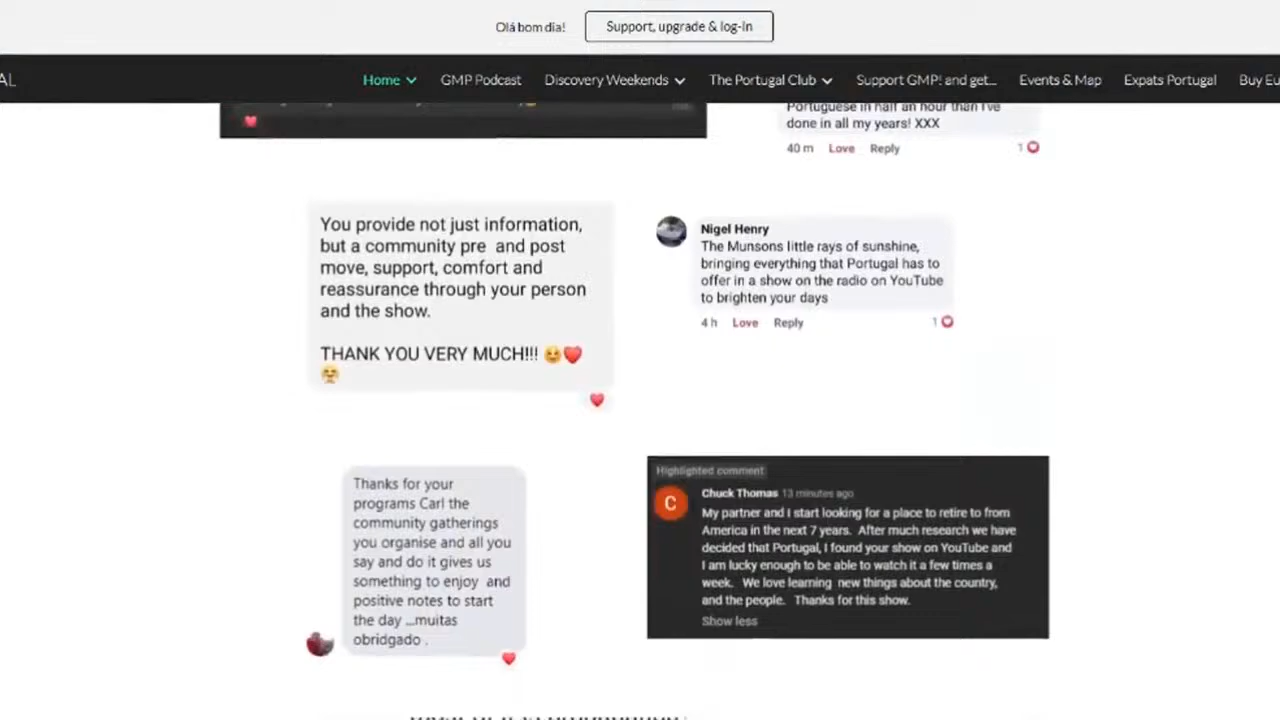 Olá bom dia!
Support, upgrade & log-in
AL
Home
GMP Podcast
Discovery Weekends
The Portugal Club
Support GMP! and get...
Events & Map
Expats Portugal
Buy Eu
Portuguese in half an hour than I've
done in all my years! XXX
40 m Love Reply 1
You provide not just information,
but a community pre and post
move, support, comfort and
reassurance through your person
and the show.
THANK YOU VERY MUCH!!! 😆❤️
😤
Nigel Henry
The Munsons little rays of sunshine,
bringing everything that Portugal has to
offer in a show on the radio on YouTube
to brighten your days
4 h Love Reply 1
Thanks for your
programs Carl the
community gatherings
you organise and all you
say and do it gives us
something to enjoy and
positive notes to start
the day ...muitas
obridgado .
Highlighted comment
C
Chuck Thomas 13 minutes ago
My partner and I start looking for a place to retire to from
America in the next 7 years. After much research we have
decided that Portugal, I found your show on YouTube and
I am lucky enough to be able to watch it a few times a
week. We love learning new things about the country,
and the people. Thanks for this show.
Show less